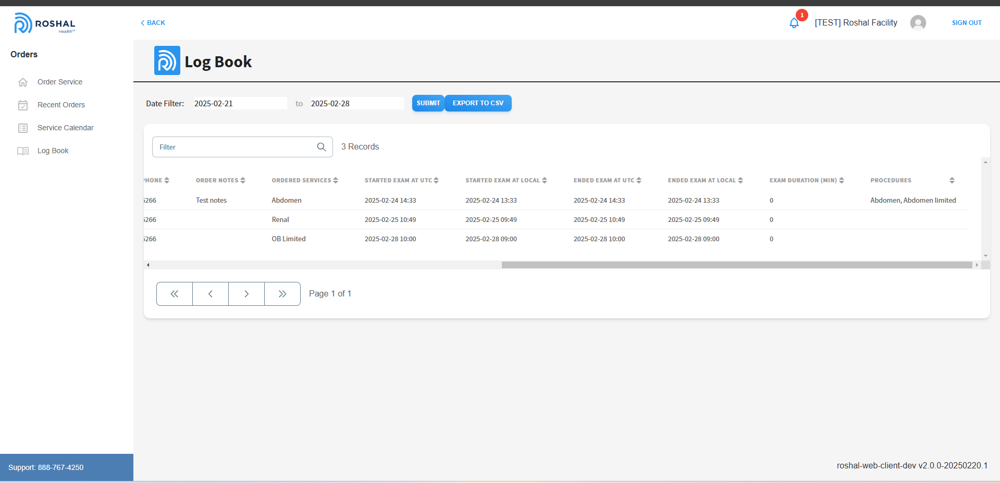 ROSHAL
Health™
BACK
1
[TEST] Roshal Facility
SIGN OUT
Orders
Order Service
Recent Orders
Service Calendar
Log Book
Log Book
Date Filter: 2025-02-21 to 2025-02-28 SUBMIT EXPORT TO CSV
Filter 3 Records
HONE ORDER NOTES ORDERED SERVICES STARTED EXAM AT UTC STARTED EXAM AT LOCAL ENDED EXAM AT UTC ENDED EXAM AT LOCAL EXAM DURATION (MIN) PROCEDURES
5266 Test notes Abdomen 2025-02-24 14:33 2025-02-24 13:33 2025-02-24 14:33 2025-02-24 13:33 0 Abdomen, Abdomen limited
5266 Renal 2025-02-25 10:49 2025-02-25 09:49 2025-02-25 10:49 2025-02-25 09:49 0
5266 OB Limited 2025-02-28 10:00 2025-02-28 09:00 2025-02-28 10:00 2025-02-28 09:00 0
Page 1 of 1
Support: 888-767-4250
roshal-web-client-dev v2.0.0-20250220.1